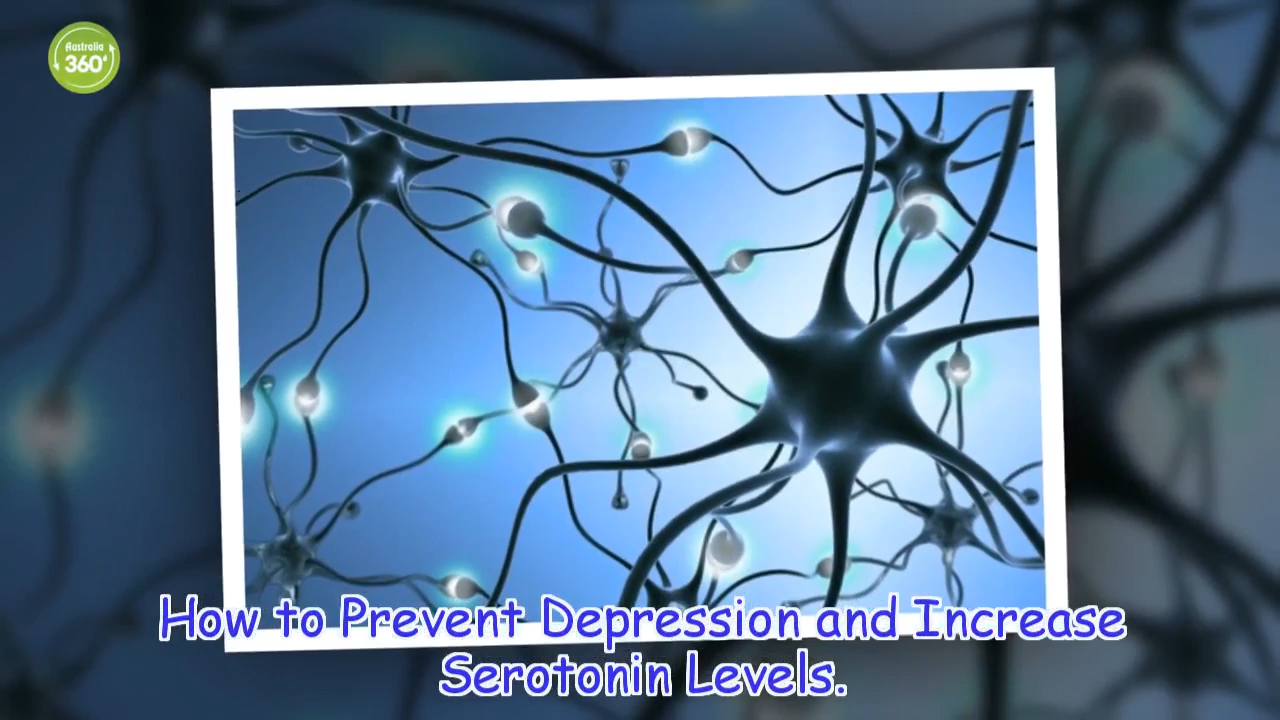 Australia
360°
How to Prevent Depression and Increase
Serotonin Levels.